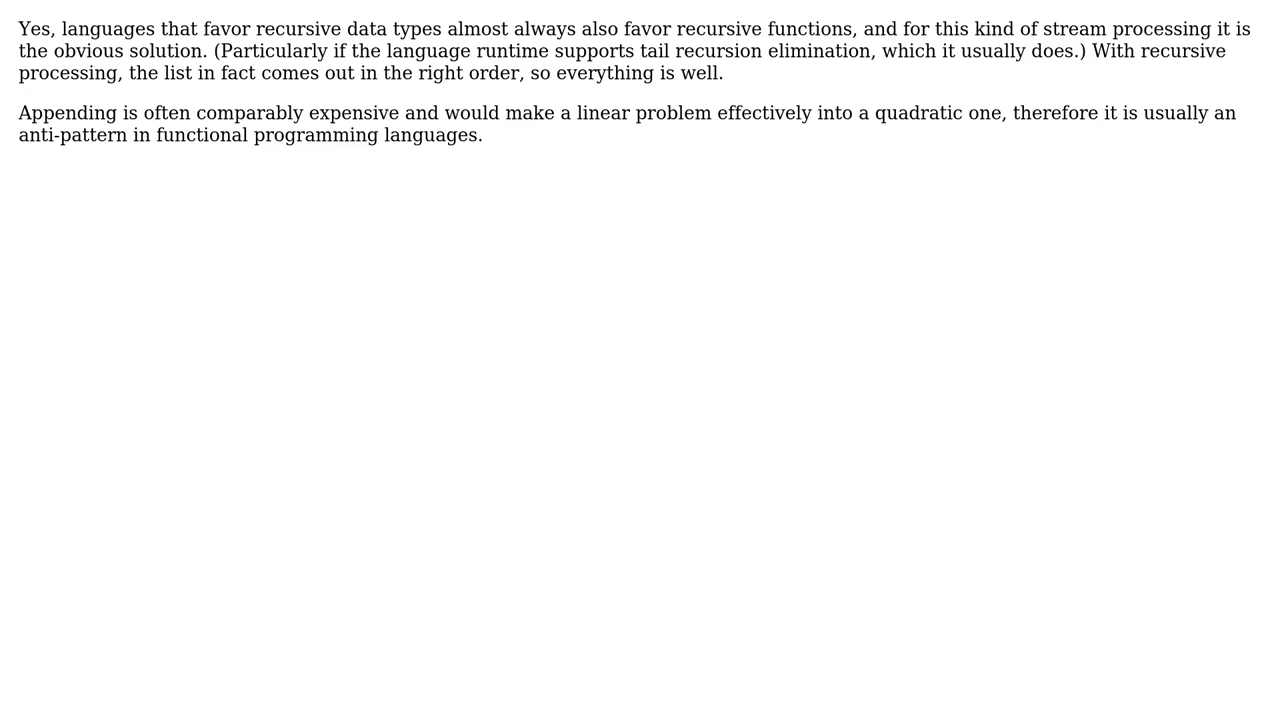 Yes, languages that favor recursive data types almost always also favor recursive functions, and for this kind of stream processing it is
the obvious solution. (Particularly if the language runtime supports tail recursion elimination, which it usually does.) With recursive
processing, the list in fact comes out in the right order, so everything is well.
Appending is often comparably expensive and would make a linear problem effectively into a quadratic one, therefore it is usually an
anti-pattern in functional programming languages.